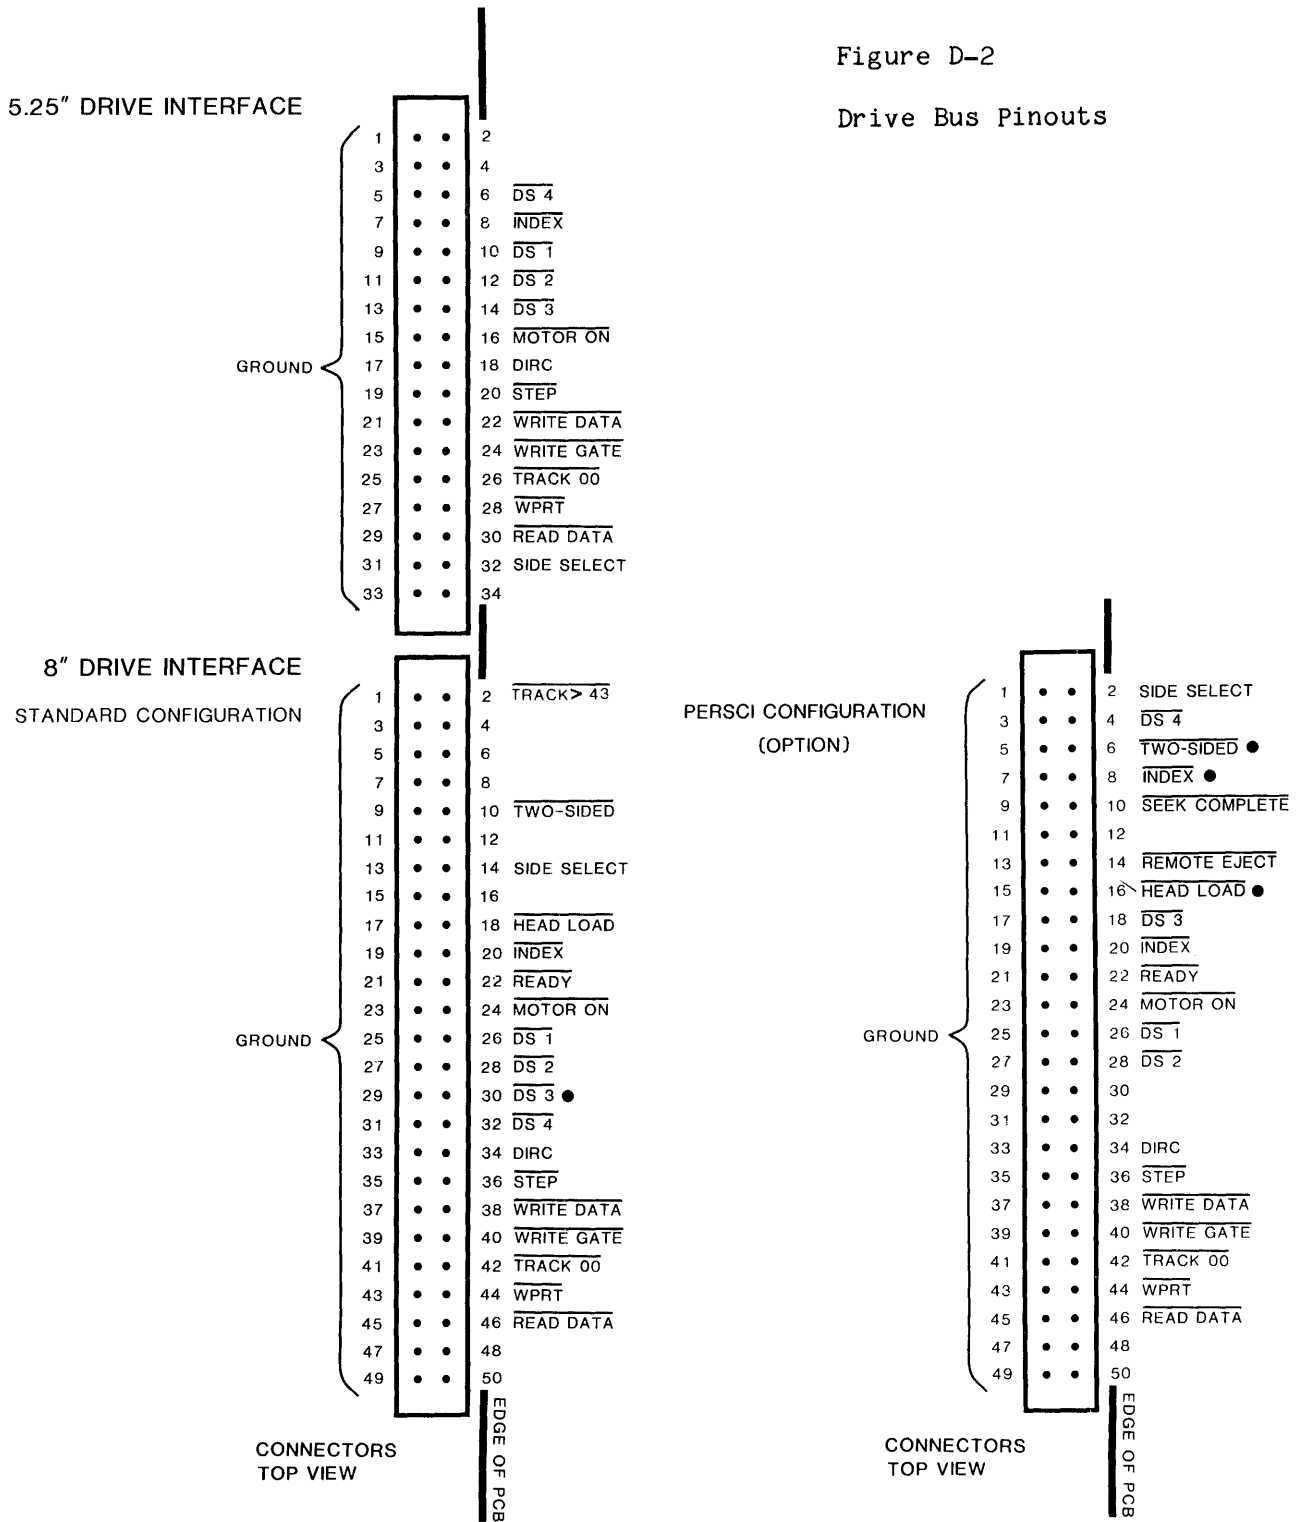 Figure D-2
Drive Bus Pinouts
5.25" DRIVE INTERFACE
1 2
3 4
5 6 DS 4
7 8 INDEX
9 10 DS 1
11 12 DS 2
13 14 DS 3
15 16 MOTOR ON
GROUND 17 18 DIRC
19 20 STEP
21 22 WRITE DATA
23 24 WRITE GATE
25 26 TRACK 00
27 28 WPRT
29 30 READ DATA
31 32 SIDE SELECT
33 34
8" DRIVE INTERFACE
STANDARD CONFIGURATION
1 2 TRACK> 43
3 4
5 6
7 8
9 10 TWO-SIDED
11 12
13 14 SIDE SELECT
15 16
17 18 HEAD LOAD
19 20 INDEX
21 22 READY
23 24 MOTOR ON
GROUND 25 26 DS 1
27 28 DS 2
29 30 DS 3 ●
31 32 DS 4
33 34 DIRC
35 36 STEP
37 38 WRITE DATA
39 40 WRITE GATE
41 42 TRACK 00
43 44 WPRT
45 46 READ DATA
47 48
49 50
CONNECTORS
TOP VIEW
EDGE OF PCB
PERSCI CONFIGURATION
(OPTION)
1 2 SIDE SELECT
3 4 DS 4
5 6 TWO-SIDED ●
7 8 INDEX ●
9 10 SEEK COMPLETE
11 12
13 14 REMOTE EJECT
15 16 HEAD LOAD ●
17 18 DS 3
19 20 INDEX
21 22 READY
23 24 MOTOR ON
GROUND 25 26 DS 1
27 28 DS 2
29 30
31 32
33 34 DIRC
35 36 STEP
37 38 WRITE DATA
39 40 WRITE GATE
41 42 TRACK 00
43 44 WPRT
45 46 READ DATA
47 48
49 50
CONNECTORS
TOP VIEW
EDGE OF PCB